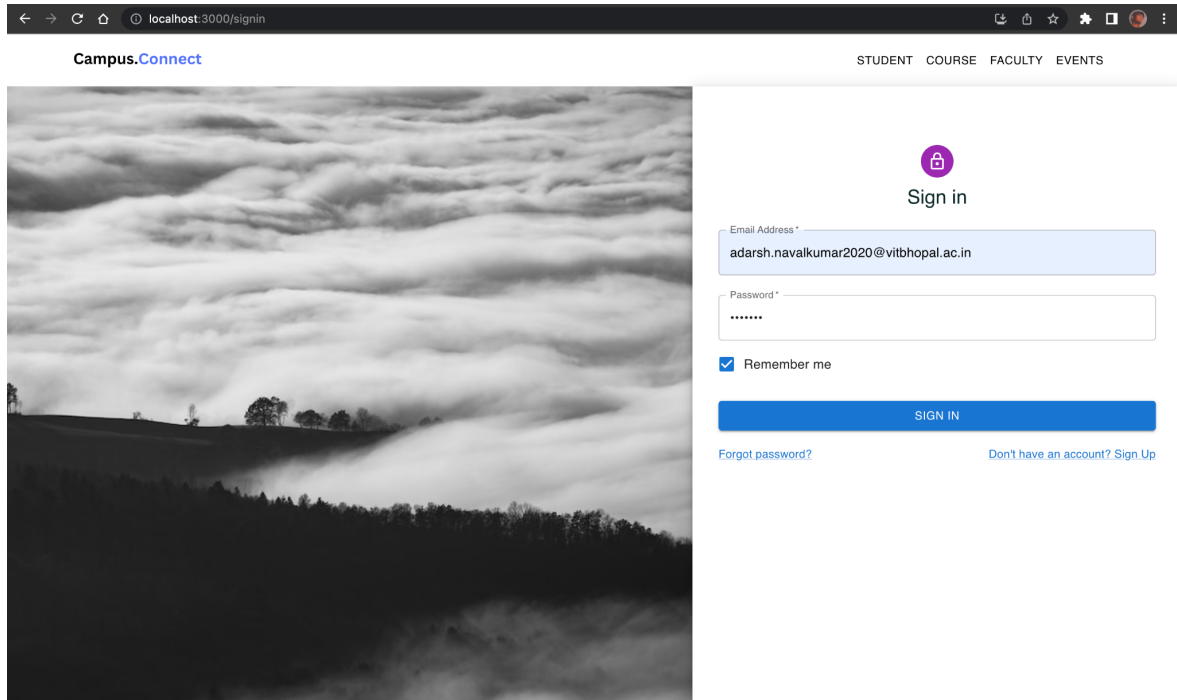 localhost:3000/signin
Campus.Connect
STUDENT COURSE FACULTY EVENTS
Sign in
Email Address *
adarsh.navalkumar2020@vitbhopal.ac.in
Password *
•••••••
Remember me
SIGN IN
Forgot password? Don't have an account? Sign Up